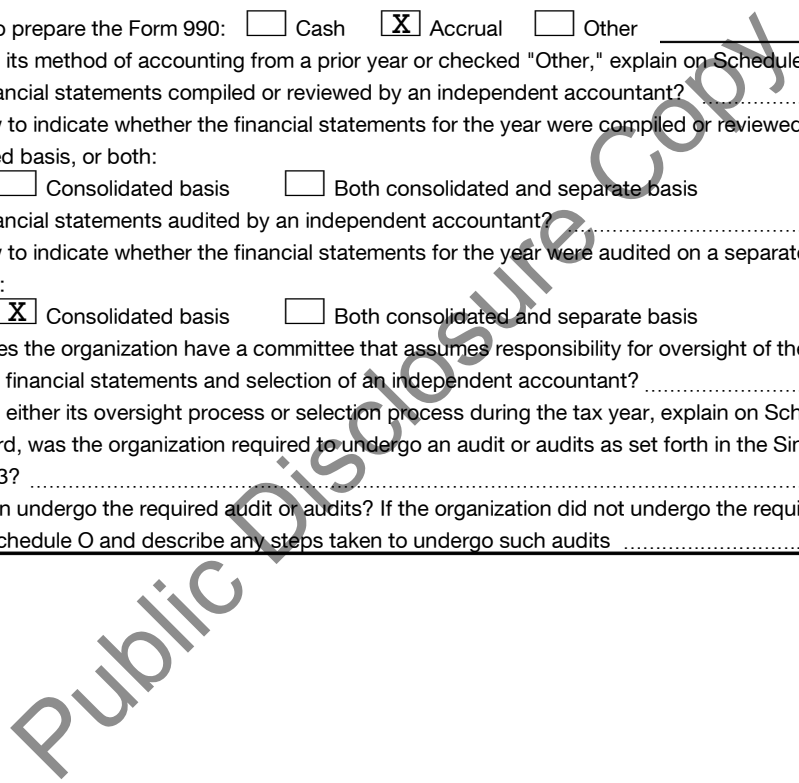 o prepare the Form 990: Cash X Accrual Other
its method of accounting from a prior year or checked "Other," explain on Schedule
ancial statements compiled or reviewed by an independent accountant?
to indicate whether the financial statements for the year were compiled or reviewed
ed basis, or both:
Consolidated basis Both consolidated and separate basis
ancial statements audited by an independent accountant?
to indicate whether the financial statements for the year were audited on a separate
:
X Consolidated basis Both consolidated and separate basis
es the organization have a committee that assumes responsibility for oversight of the
financial statements and selection of an independent accountant?
either its oversight process or selection process during the tax year, explain on Sch
rd, was the organization required to undergo an audit or audits as set forth in the Sin
3?
n undergo the required audit or audits? If the organization did not undergo the requi
chedule O and describe any steps taken to undergo such audits
Public Disclosure Copy